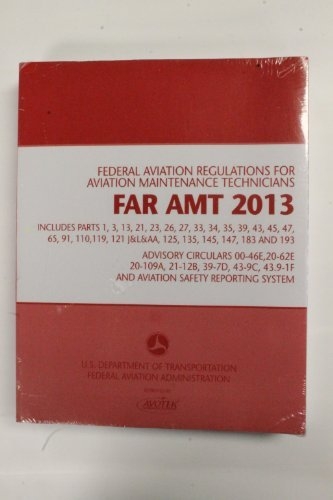 FEDERAL AVIATION REGULATIONS FOR
AVIATION MAINTENANCE TECHNICIANS
FAR AMT 2013
INCLUDES PARTS 1, 3, 13, 21, 23, 26, 27, 33, 34, 35, 39, 43, 45, 47,
65, 91, 110,119, 121 J&L&AA, 125, 135, 145, 147, 183 AND 193
ADVISORY CIRCULARS 00-46E,20-62E
20-109A, 21-12B, 39-7D, 43-9C, 43.9-1F
AND AVIATION SAFETY REPORTING SYSTEM
U.S. DEPARTMENT OF TRANSPORTATION
FEDERAL AVIATION ADMINISTRATION
AVOTEK